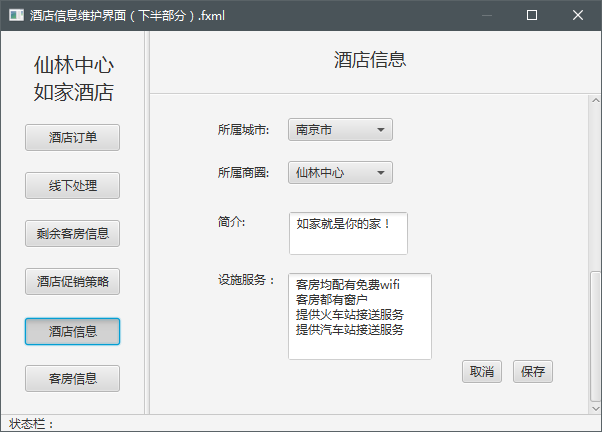 酒店信息维护界面（下半部分）.fxml
仙林中心
如家酒店
酒店订单
线下处理
剩余客房信息
酒店促销策略
酒店信息
客房信息
酒店信息
所属城市:
南京市
所属商圈:
仙林中心
简介:
如家就是你的家！
设施服务：
客房均配有免费wifi
客房都有窗户
提供火车站接送服务
提供汽车站接送服务
取消
保存
状态栏：